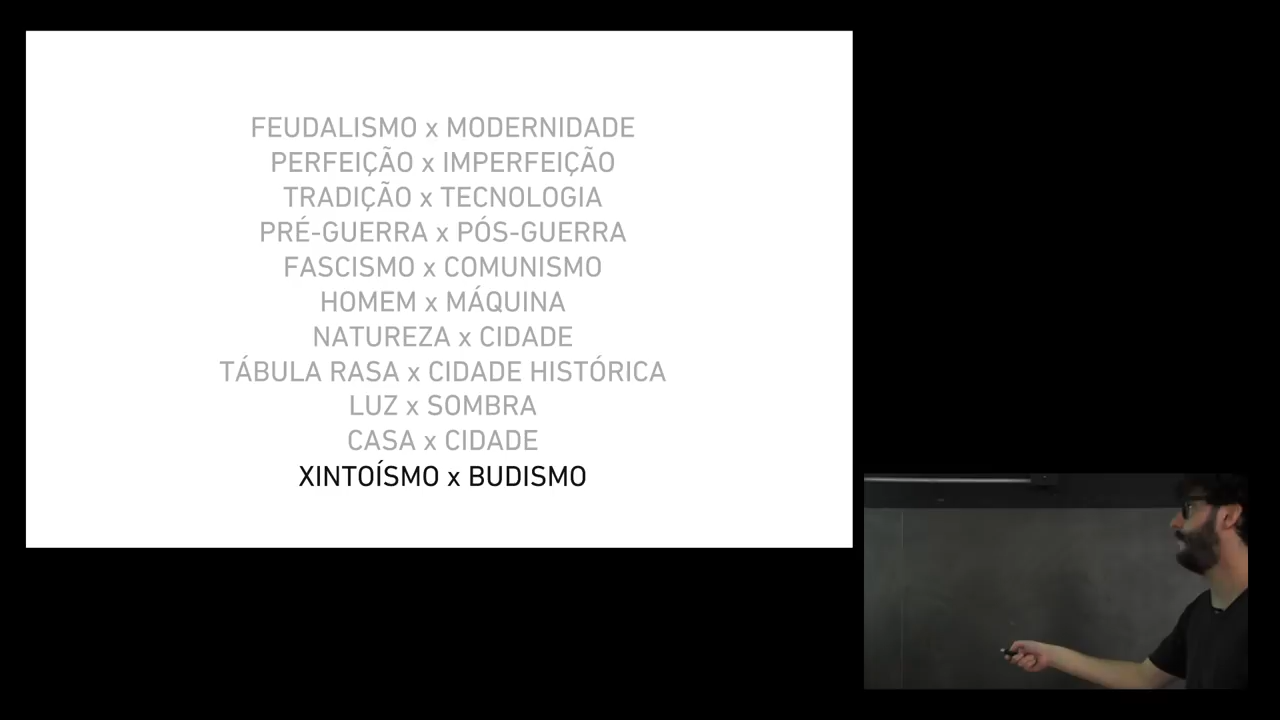 FEUDALISMO x MODERNIDADE
PERFEIÇÃO x IMPERFEIÇÃO
TRADIÇÃO x TECNOLOGIA
PRÉ-GUERRA x PÓS-GUERRA
FASCISMO x COMUNISMO
HOMEM x MÁQUINA
NATUREZA x CIDADE
TÁBULA RASA x CIDADE HISTÓRICA
LUZ x SOMBRA
CASA x CIDADE
XINTOÍSMO x BUDISMO